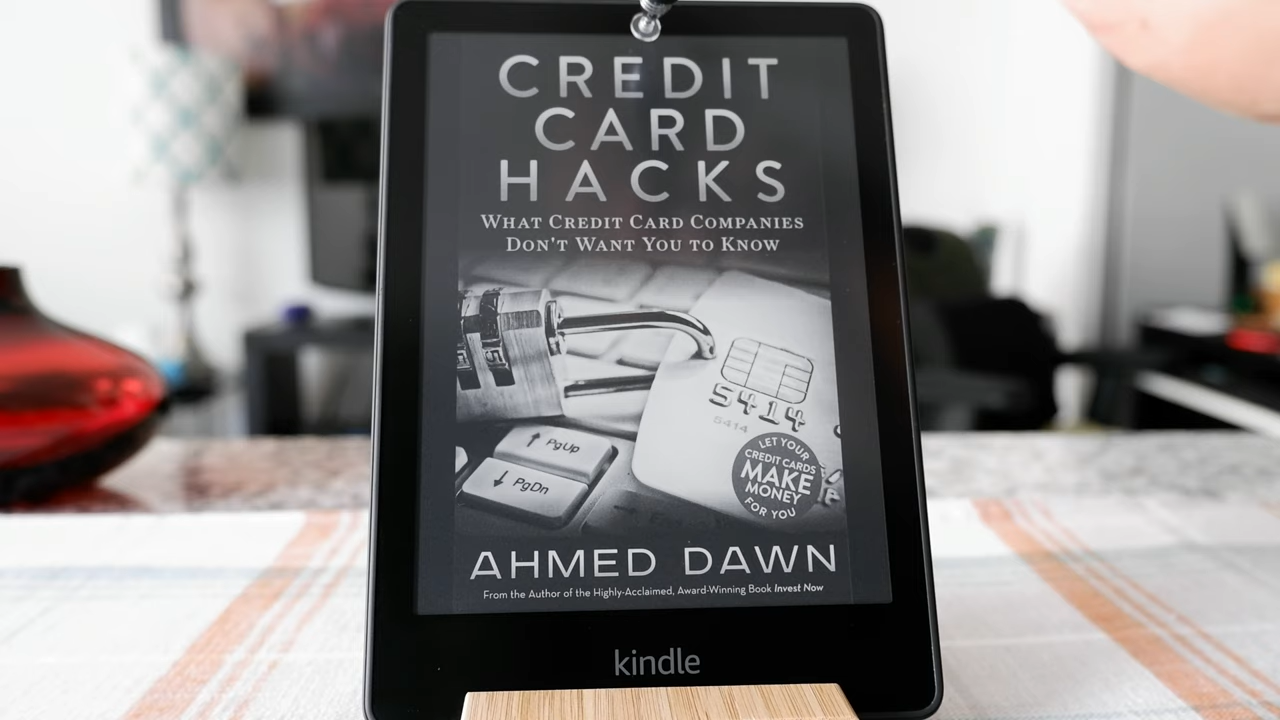 CREDIT
CARD
HACKS
WHAT CREDIT CARD COMPANIES
DON'T WANT YOU TO KNOW
5414
5414
PgUp
PgDn
LET YOUR
CREDIT CARDS
MAKE
MONEY
FOR YOU
AHMED DAWN
From the Author of the Highly-Acclaimed, Award-Winning Book Invest Now
kindle